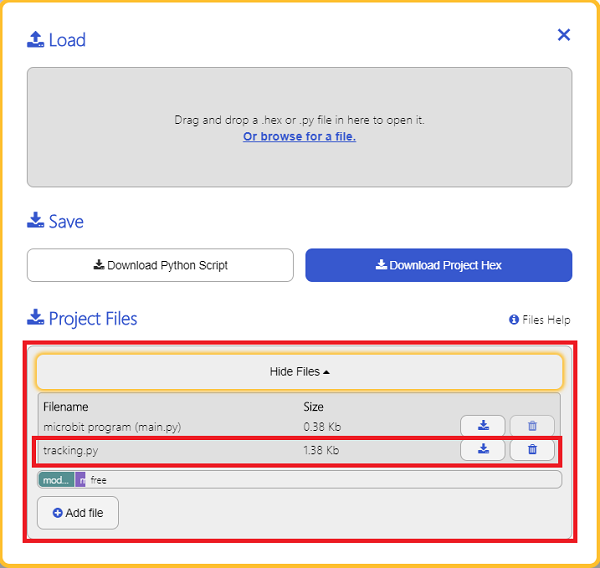 Load
Drag and drop a .hex or .py file in here to open it.
Or browse for a file.
Save
Download Python Script
Download Project Hex
Project Files
Files Help
Hide Files
Filename Size
microbit program (main.py) 0.38 Kb
tracking.py 1.38 Kb
mod... free
Add file